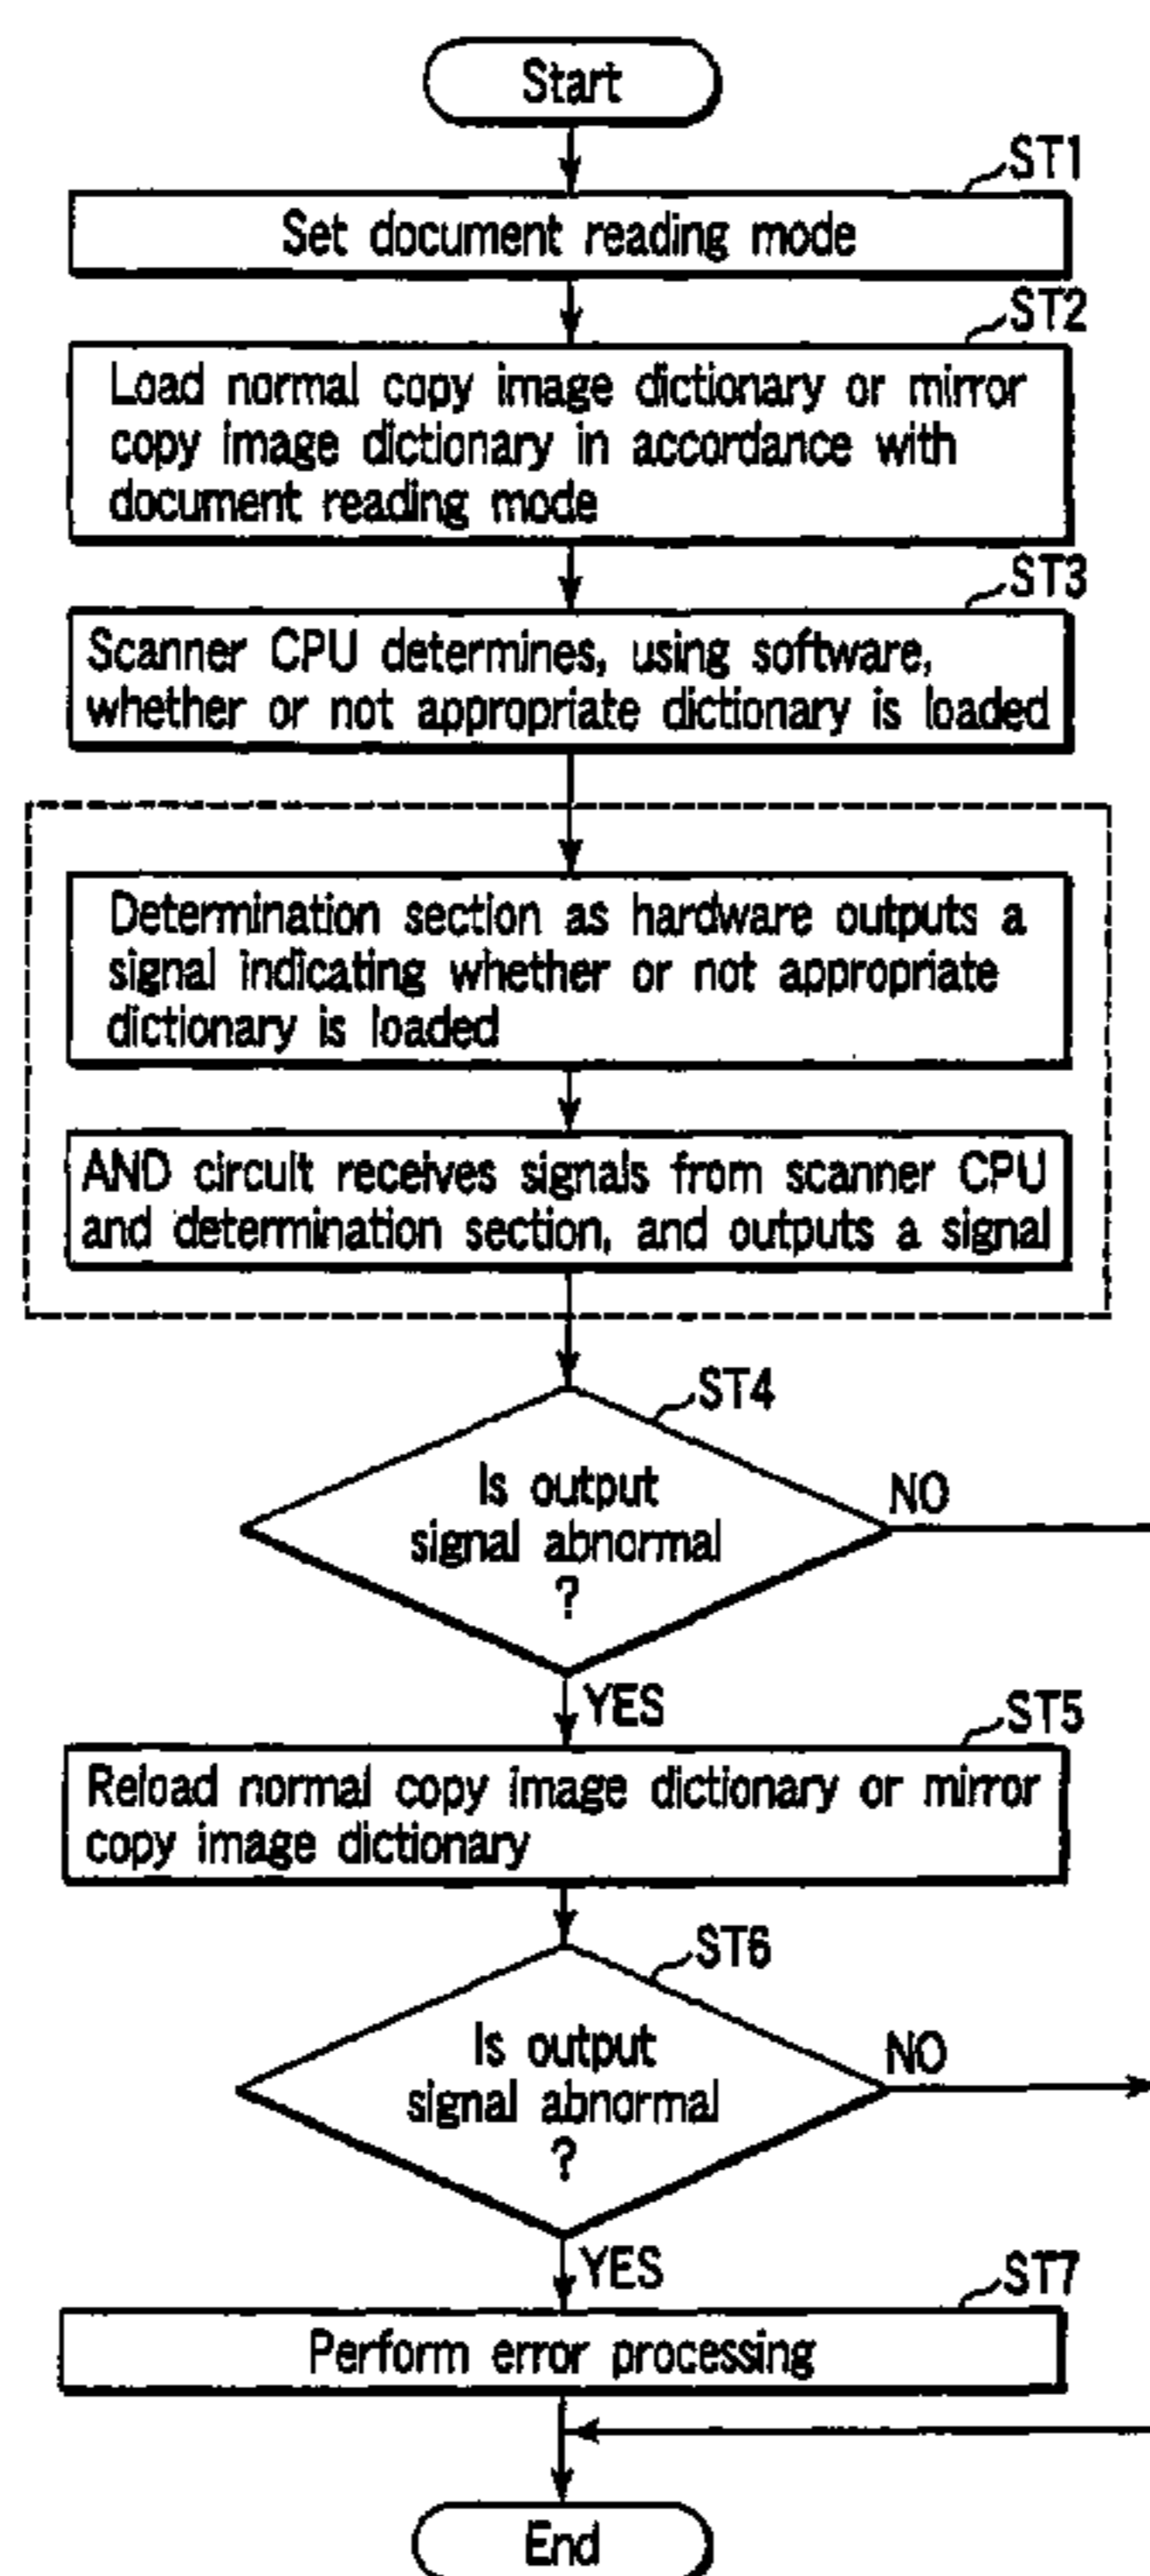 Start
ST1
Set document reading mode
ST2
Load normal copy image dictionary or mirror
copy image dictionary in accordance with
document reading mode
ST3
Scanner CPU determines, using software,
whether or not appropriate dictionary is loaded
Determination section as hardware outputs a
signal indicating whether or not appropriate
dictionary is loaded
AND circuit receives signals from scanner CPU
and determination section, and outputs a signal
ST4
Is output
signal abnormal
?
NO
YES
ST5
Reload normal copy image dictionary or mirror
copy image dictionary
ST6
Is output
signal abnormal
?
NO
YES
ST7
Perform error processing
End